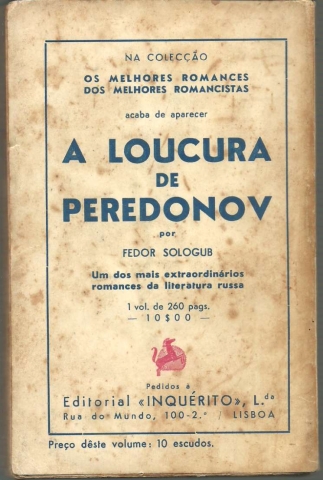 NA COLECÇÃO
OS MELHORES ROMANCES
DOS MELHORES ROMANCISTAS
acaba de aparecer
A LOUCURA
DE
PEREDONOV
por
FEDOR SOLOGUB
Um dos mais extraordinários
romances da literatura russa
1 vol. de 260 pags.
— 10$00 —
Pedidos á
Editorial «INQUÉRITO», L.da
Rua do Mundo, 100-2.º / LISBOA
Preço dêste volume: 10 escudos.